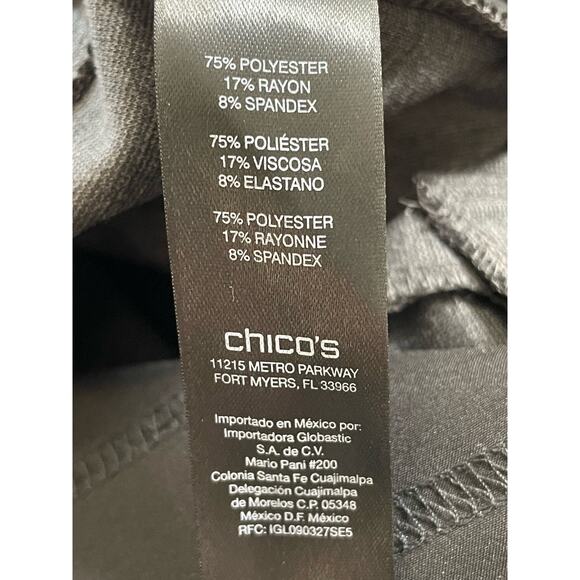 75% POLYESTER
17% RAYON
8% SPANDEX
75% POLIÉSTER
17% VISCOSA
8% ELASTANO
75% POLYESTER
17% RAYONNE
8% SPANDEX
chico's
11215 METRO PARKWAY
FORT MYERS, FL 33966
Importado en México por:
Importadora Globastic
S.A. de C.V.
Mario Pani #200
Colonia Santa Fe Cuajimalpa
Delegación Cuajimalpa
de Morelos C.P. 05348
México D.F. México
RFC: IGL090327SE5